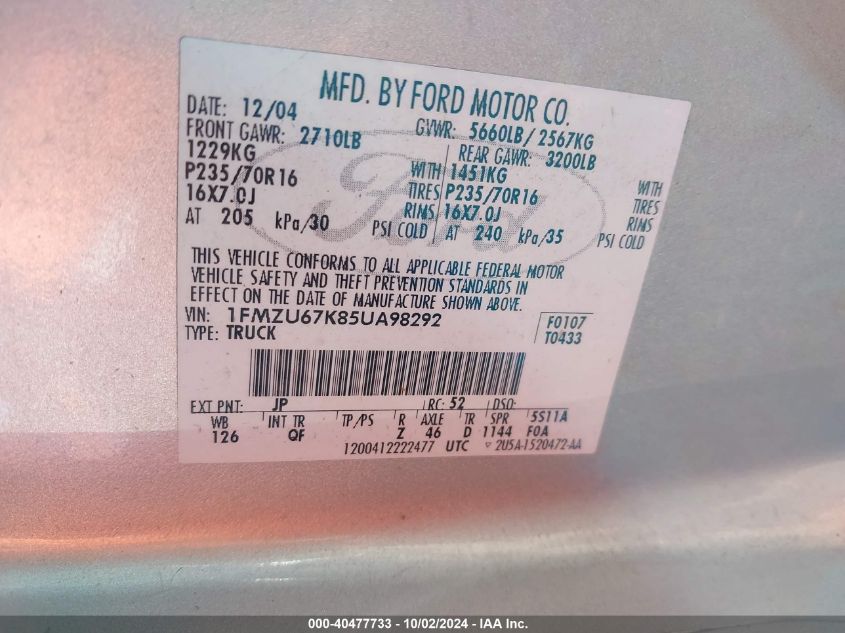 MFD. BY FORD MOTOR CO.
DATE: 12/04 GVWR: 5660LB/2567KG
FRONT GAWR: 2710LB REAR GAWR: 3200LB
1229KG WITH 1451KG WITH
P235/70R16 TIRES P235/70R16 TIRES
16X7.0J RIMS 16X7.0J RIMS
AT 205 kPa/30 PSI COLD AT 240 kPa/35 PSI COLD
Ford
THIS VEHICLE CONFORMS TO ALL APPLICABLE FEDERAL MOTOR
VEHICLE SAFETY AND THEFT PREVENTION STANDARDS IN
EFFECT ON THE DATE OF MANUFACTURE SHOWN ABOVE.
VIN: 1FMZU67K85UA98292 F0107
TYPE: TRUCK T0433
EXT PNT: JP RC: 52 DSO:
WB INT TR TP/PS R AXLE TR SPR 5S11A
126 QF Z 46 D 1144 F0A
1200412222477 UTC 2U5A-1520472-AA
000-40477733 - 10/02/2024 - IAA Inc.